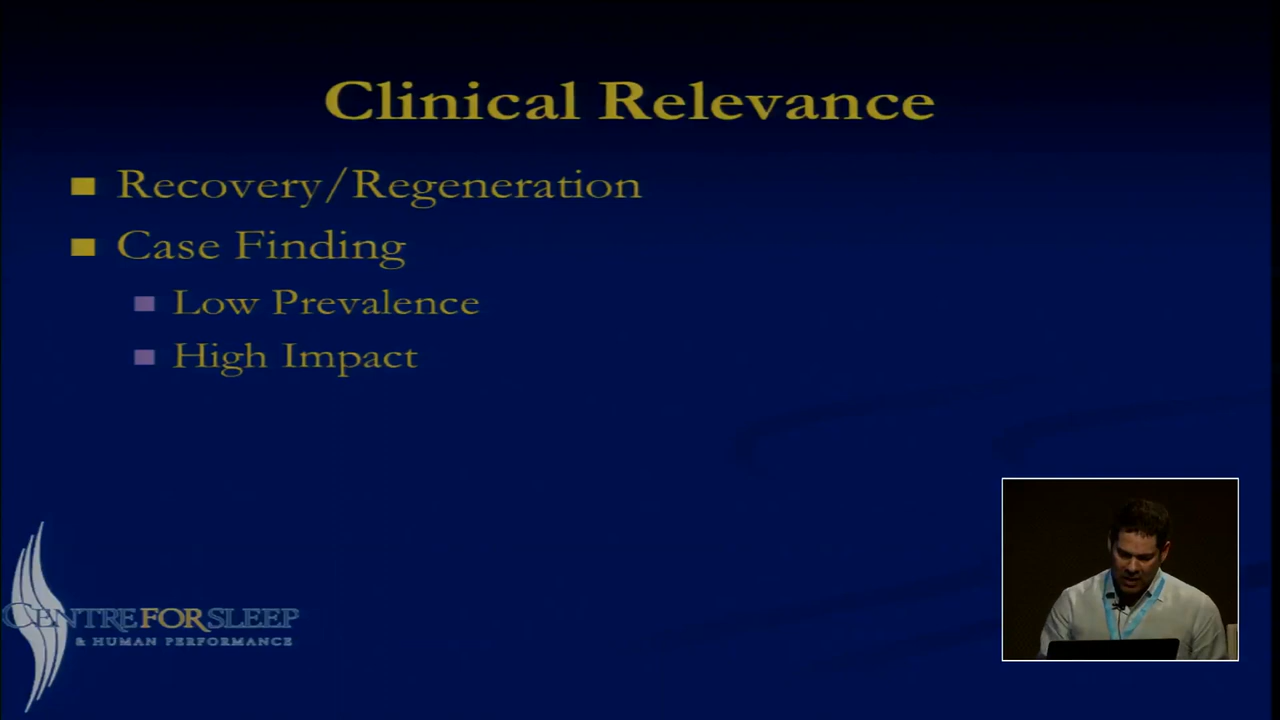 Clinical Relevance
Recovery/Regeneration
Case Finding
Low Prevalence
High Impact
CENTRE FOR SLEEP
& HUMAN PERFORMANCE